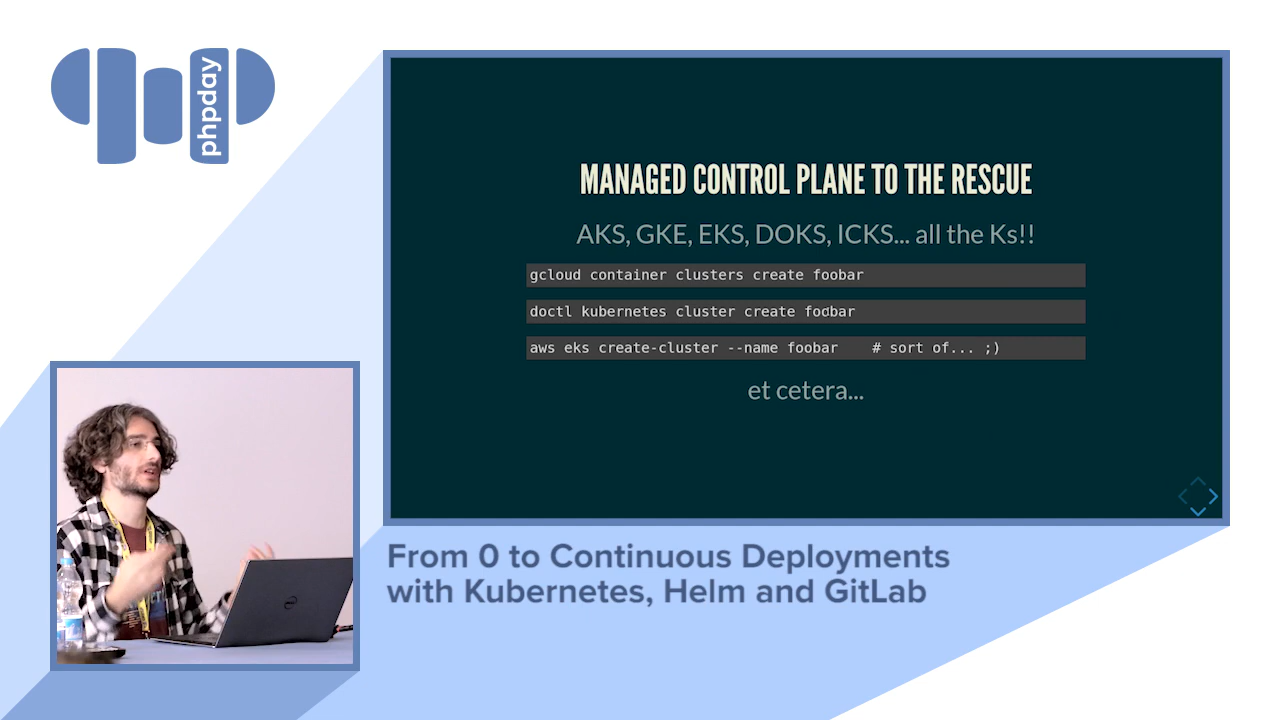 phpday
MANAGED CONTROL PLANE TO THE RESCUE
AKS, GKE, EKS, DOKS, ICKS... all the Ks!!
gcloud container clusters create foobar
doctl kubernetes cluster create foobar
aws eks create-cluster --name foobar    # sort of... ;)
et cetera...
From 0 to Continuous Deployments
with Kubernetes, Helm and GitLab